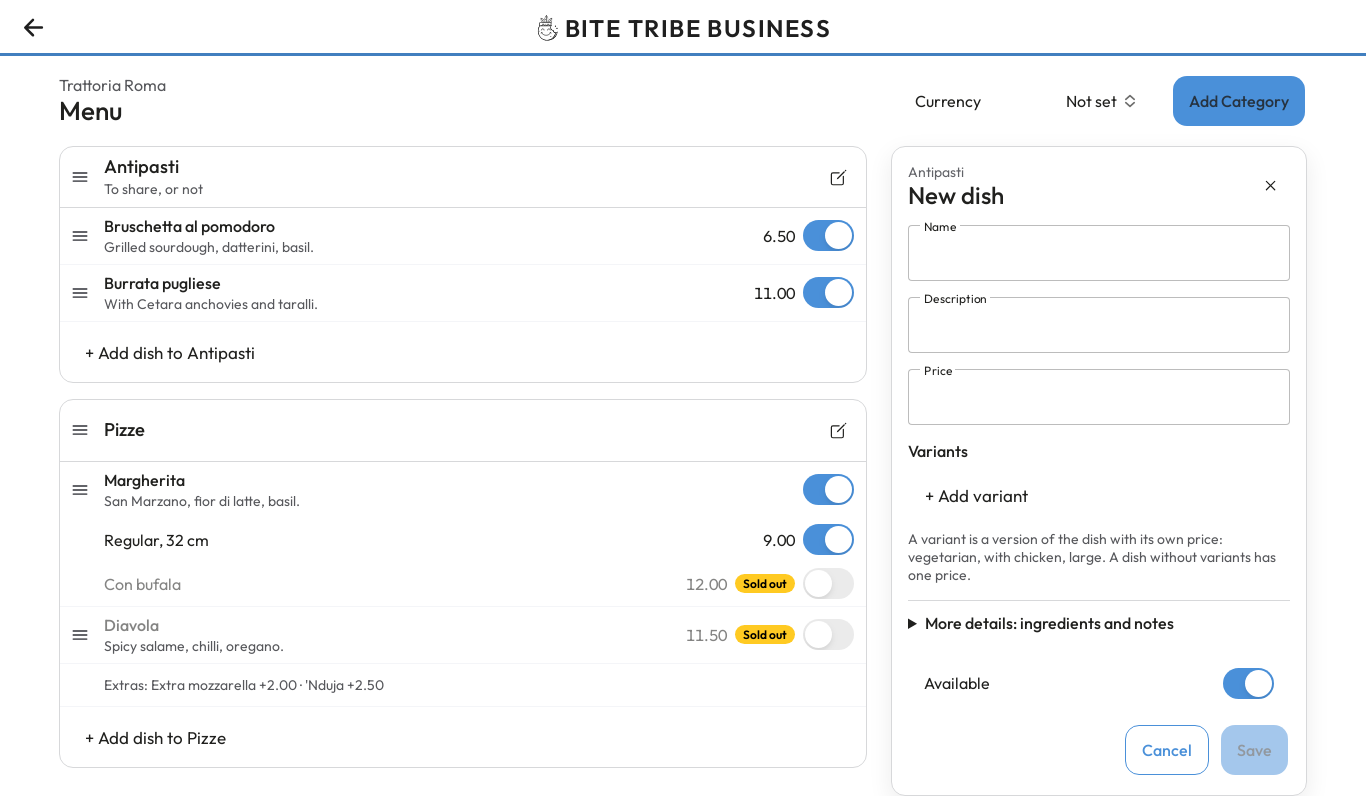 BITE TRIBE BUSINESS
Trattoria Roma
Menu
Currency
Not set
Add Category
Antipasti
To share, or not
Bruschetta al pomodoro
Grilled sourdough, datterini, basil.
6.50
Burrata pugliese
With Cetara anchovies and taralli.
11.00
+ Add dish to Antipasti
Pizze
Margherita
San Marzano, fior di latte, basil.
Regular, 32 cm
9.00
Con bufala
12.00
Sold out
Diavola
Spicy salame, chilli, oregano.
11.50
Sold out
Extras: Extra mozzarella +2.00 · 'Nduja +2.50
+ Add dish to Pizze
Antipasti
New dish
Name
Description
Price
Variants
+ Add variant
A variant is a version of the dish with its own price:
vegetarian, with chicken, large. A dish without variants has
one price.
More details: ingredients and notes
Available
Cancel
Save